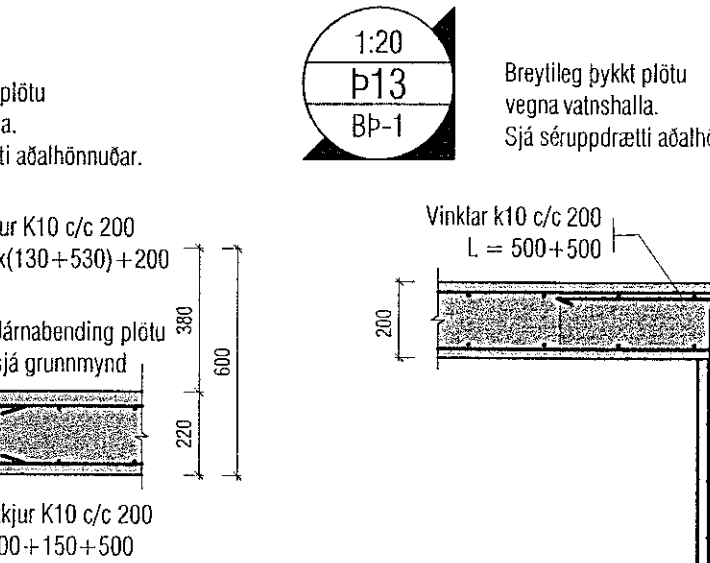 plötu
a.
ti aðalhönnuðar.
1:20
Þ13
BÞ-1
Breytileg þykkt plötu
vegna vatnshalla.
Sjá séruppdrætti aðalhö
ur K10 c/c 200
x(130+530)+200
Járnabending plötu
sjá grunnmynd
380
600
220
kjur K10 c/c 200
00+150+500
Vinklar k10 c/c 200
L = 500+500
200